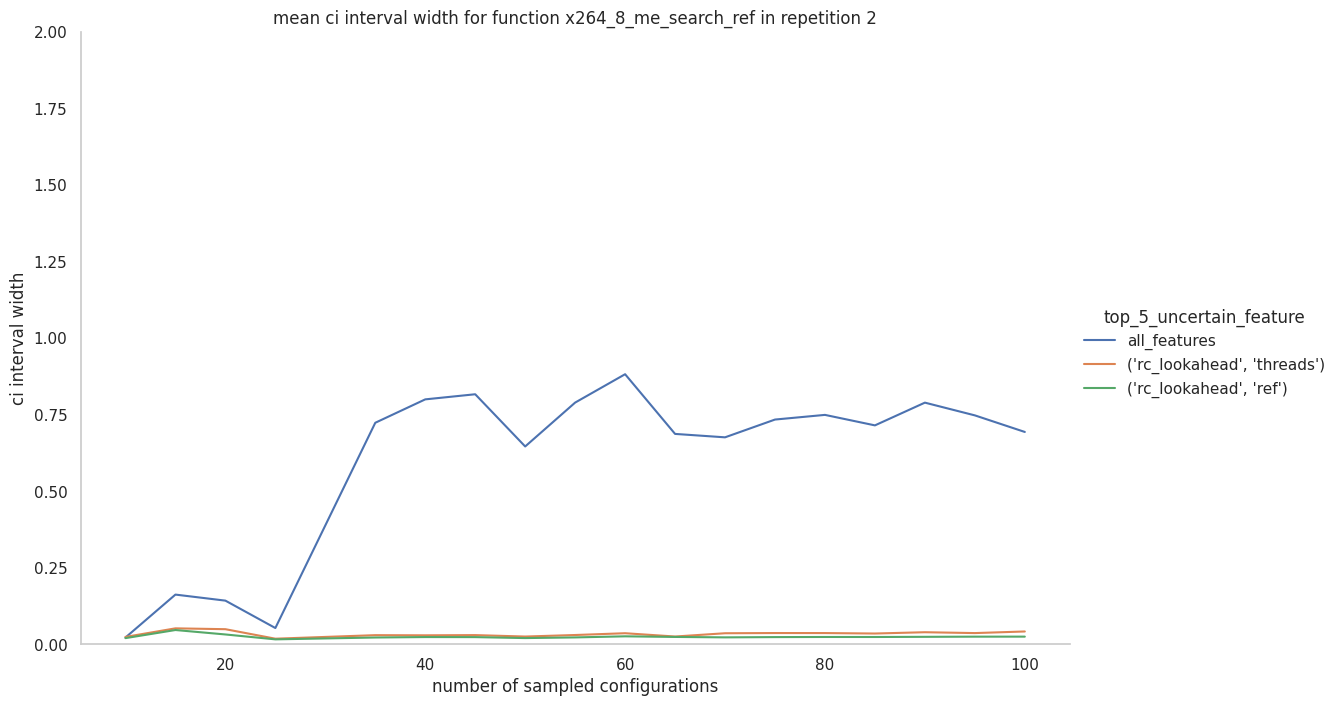 mean ci interval width for function x264_8_me_search_ref in repetition 2
2.00
1.75
1.50
1.25
1.00
0.75
0.50
0.25
0.00
ci interval width
20
40
60
80
100
number of sampled configurations
top_5_uncertain_feature
all_features
('rc_lookahead', 'threads')
('rc_lookahead', 'ref')